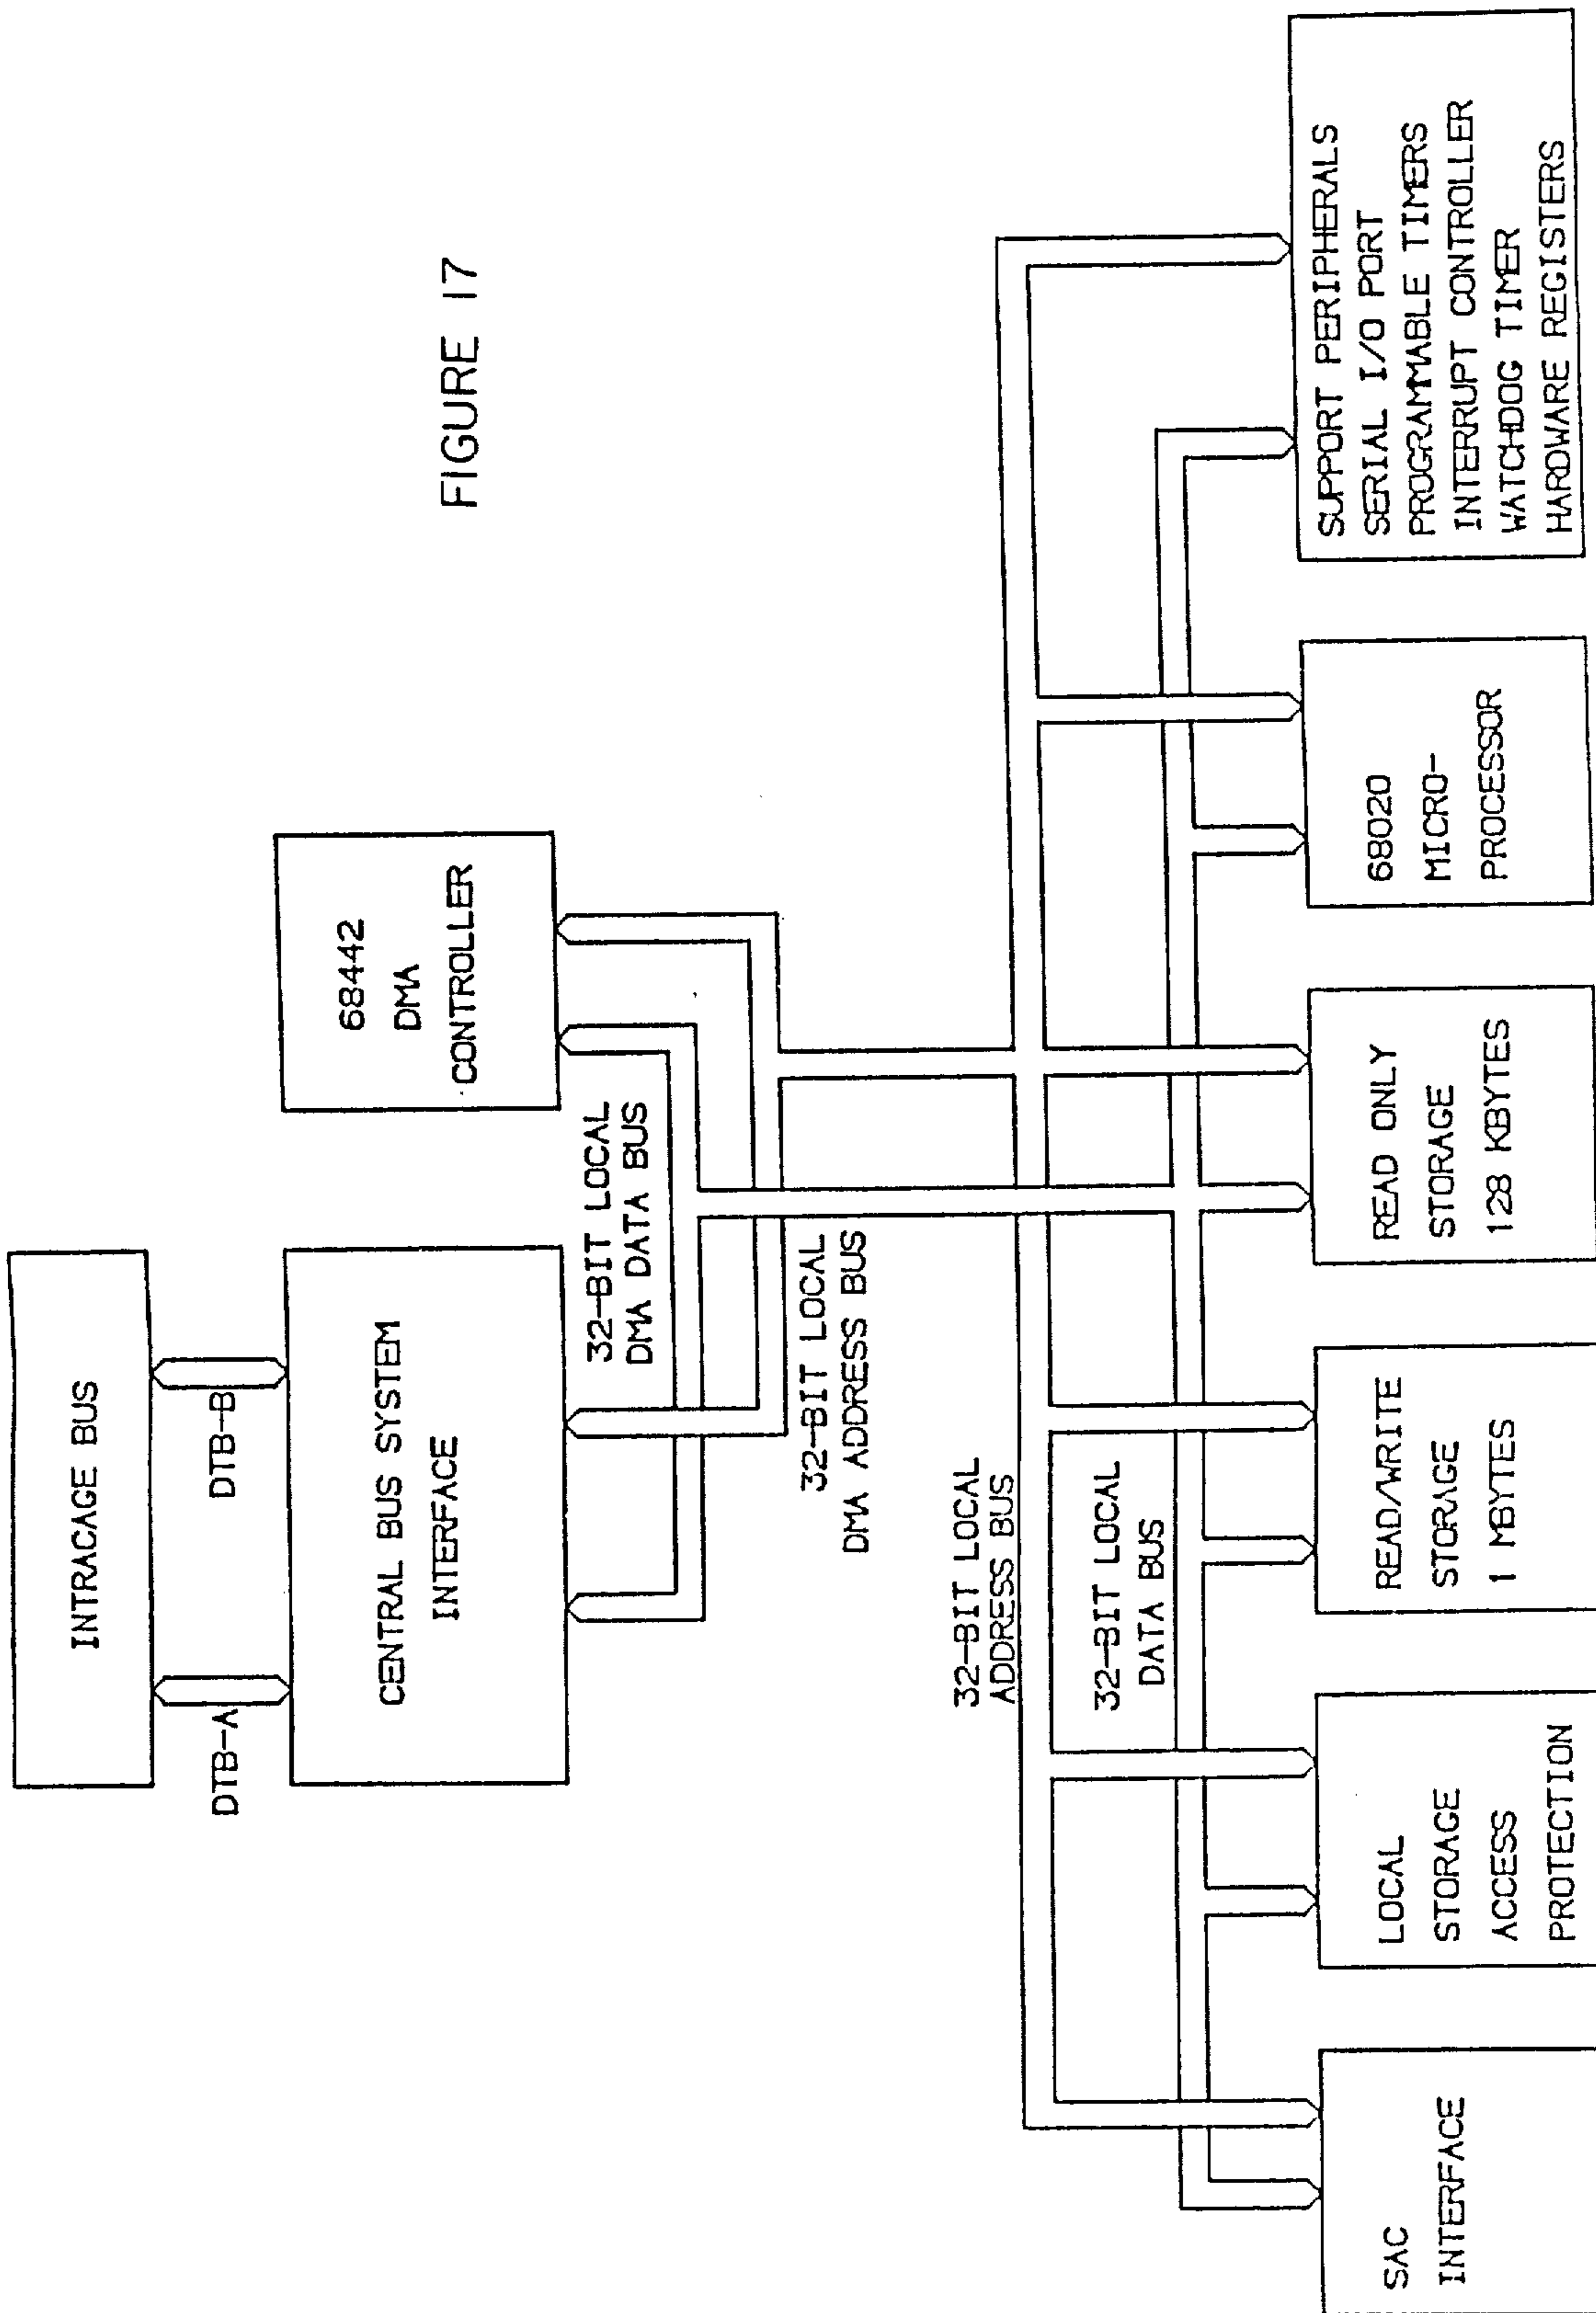 FIGURE 17
INTRACAGE BUS
DTB-A
DTB-B
CENTRAL BUS SYSTEM
INTERFACE
68442
DMA
CONTROLLER
32-BIT LOCAL
DMA DATA BUS
32-BIT LOCAL
DMA ADDRESS BUS
32-BIT LOCAL
ADDRESS BUS
32-BIT LOCAL
DATA BUS
SAC
INTERFACE
LOCAL
STORAGE
ACCESS
PROTECTION
READ/WRITE
STORAGE
1 MBYTES
READ ONLY
STORAGE
128 KBYTES
68020
MICRO-
PROCESSOR
SUPPORT PERIPHERALS
SERIAL I/O PORT
PROGRAMMABLE TIMERS
INTERRUPT CONTROLLER
WATCHDOG TIMER
HARDWARE REGISTERS